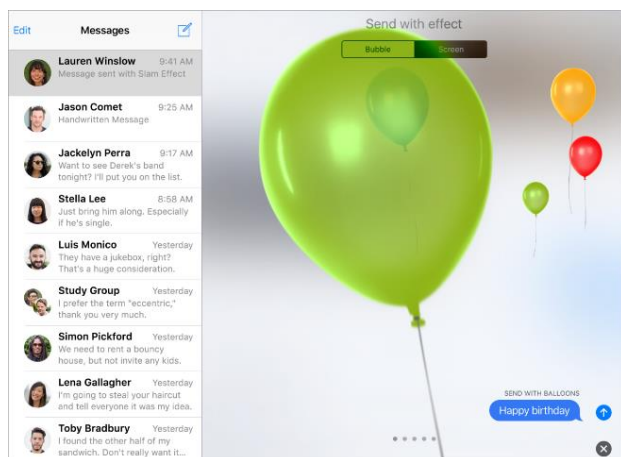 Edit
Messages
Lauren Winslow 9:41 AM
Message sent with Slam Effect
Jason Comet 9:25 AM
Handwritten Message
Jackelyn Perra 9:17 AM
Want to see Derek's band
tonight? I'll put you on the list.
Stella Lee 8:58 AM
Just bring him along. Especially
if he's single.
Luis Monico Yesterday
They have a jukebox, right?
That's a huge consideration.
Study Group Yesterday
I prefer the term "eccentric,"
thank you very much.
Simon Pickford Yesterday
We need to rent a bouncy
house, but not invite any kids.
Lena Gallagher Yesterday
I'm going to steal your haircut
and tell everyone it was my idea.
Toby Bradbury Yesterday
I found the other half of my
sandwich. Don't really want it...
Send with effect
Bubble Screen
SEND WITH BALLOONS
Happy birthday